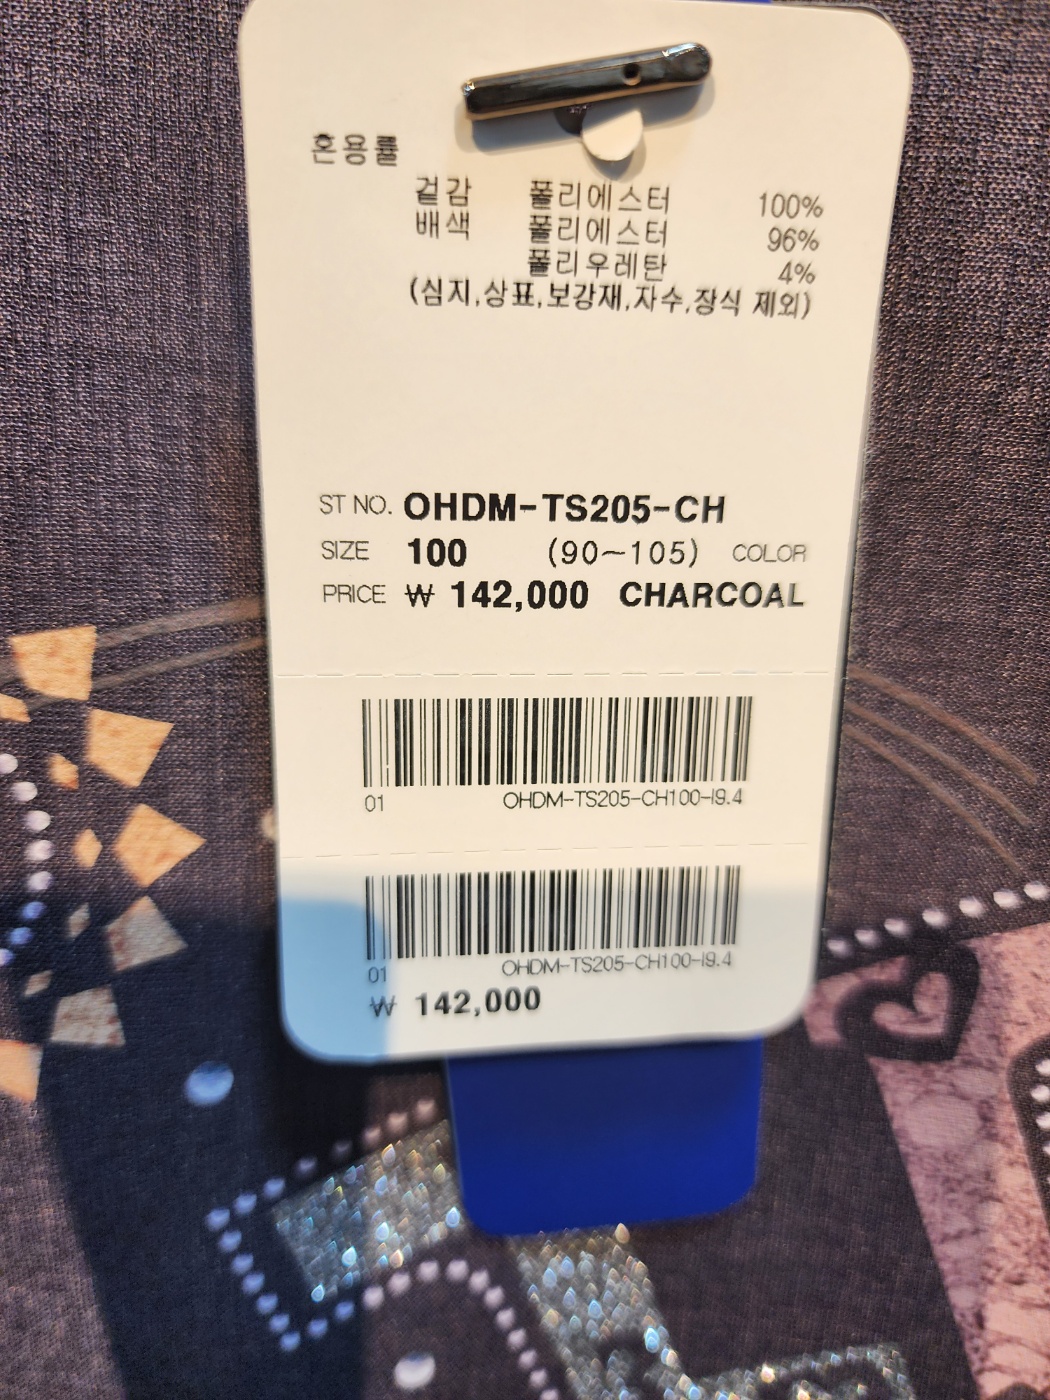 혼용률
겉감 폴리에스터 100%
배색 폴리에스터 96%
폴리우레탄 4%
(심지,상표,보강재,자수,장식 제외)
ST NO. OHDM-TS205-CH
SIZE 100 (90~105) COLOR
PRICE ₩ 142,000 CHARCOAL
01 OHDM-TS205-CH100-I9.4
01 OHDM-TS205-CH100-I9.4
₩ 142,000